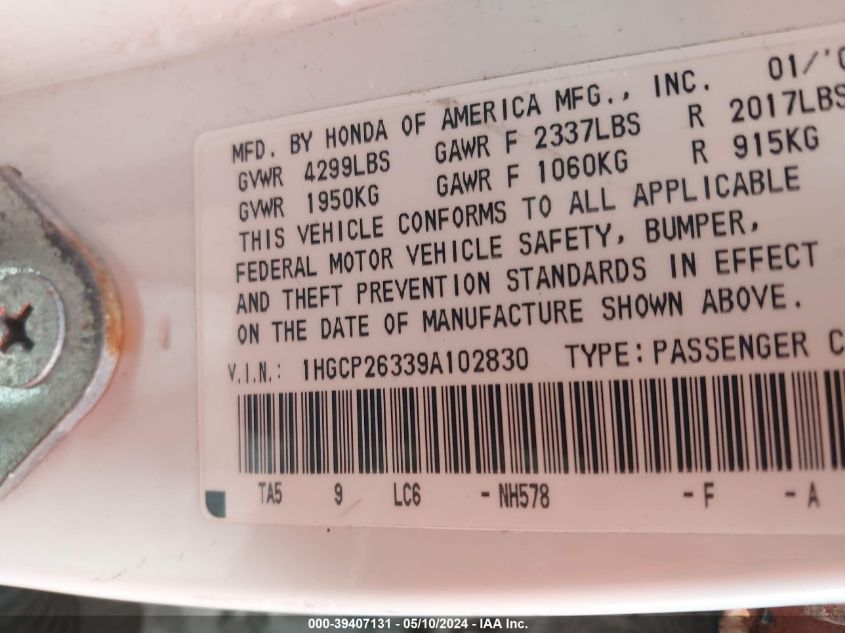 MFD. BY HONDA OF AMERICA MFG., INC. 01/'0
GVWR 4299LBS GAWR F 2337LBS R 2017LBS
GVWR 1950KG GAWR F 1060KG R 915KG
THIS VEHICLE CONFORMS TO ALL APPLICABLE
FEDERAL MOTOR VEHICLE SAFETY, BUMPER,
AND THEFT PREVENTION STANDARDS IN EFFECT
ON THE DATE OF MANUFACTURE SHOWN ABOVE.
V.I.N.: 1HGCP26339A102830 TYPE:PASSENGER C
TA5 9 LC6 -NH578 -F -A
000-39407131 - 05/10/2024 - IAA Inc.